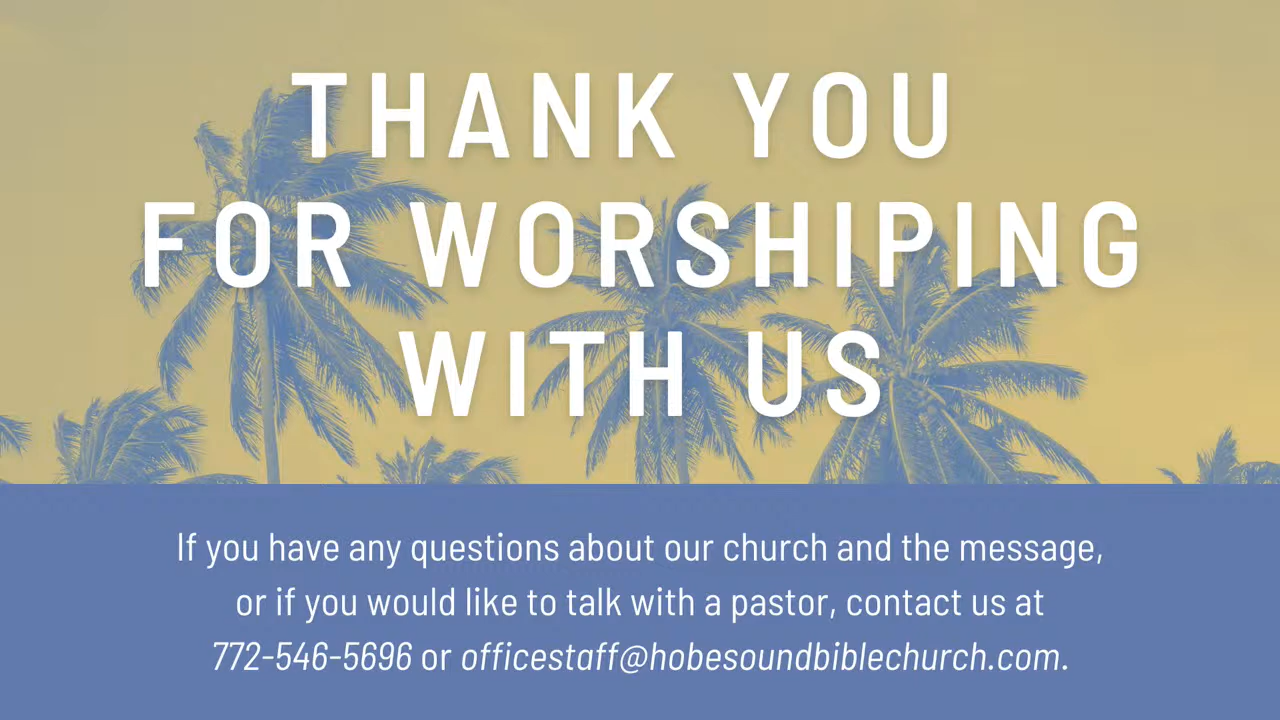 THANK YOU
FOR WORSHIPING
WITH US
If you have any questions about our church and the message,
or if you would like to talk with a pastor, contact us at
772-546-5696 or officestaff@hobesoundbiblechurch.com.